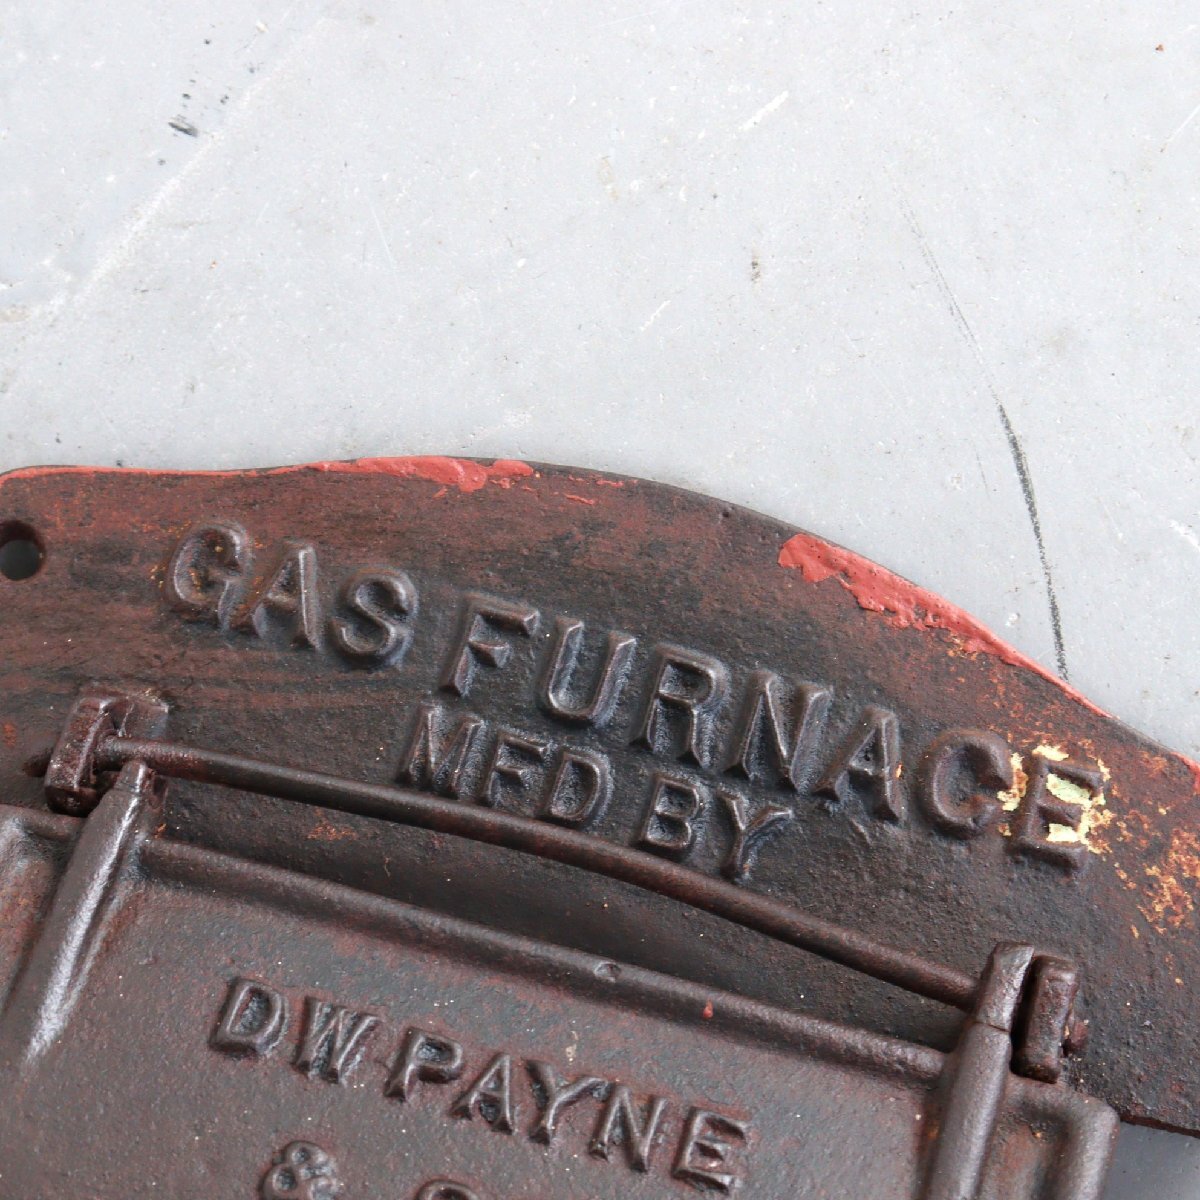 GAS FURNACE
MFD BY
DW PAYNE
&